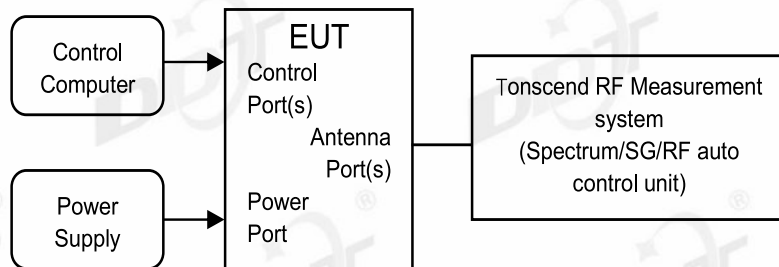 Control
Computer
EUT
Control
Port(s)
Antenna
Port(s)
Power
Port
Power
Supply
Tonscend RF Measurement
system
(Spectrum/SG/RF auto
control unit)